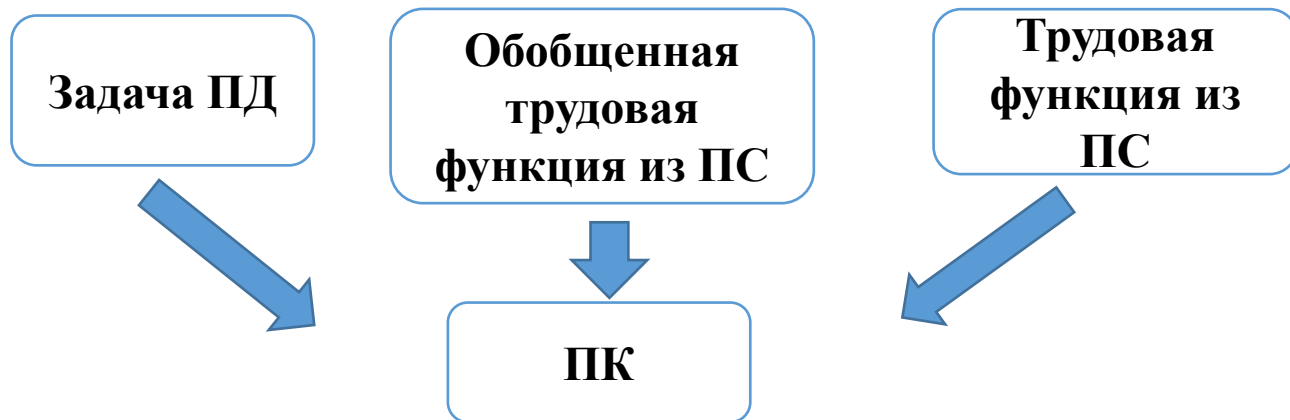 Задача ПД
Обобщенная
трудовая
функция из ПС
Трудовая
функция из
ПС
ПК